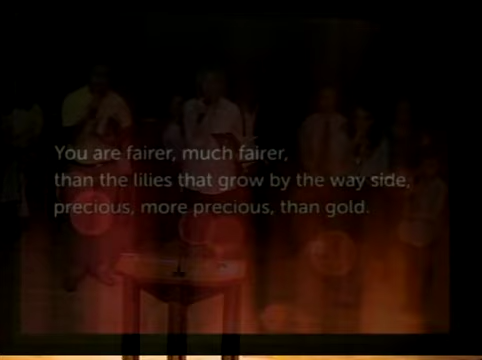 You are fairer, much fairer,
than the lilies that grow by the way side,
precious, more precious, than gold.